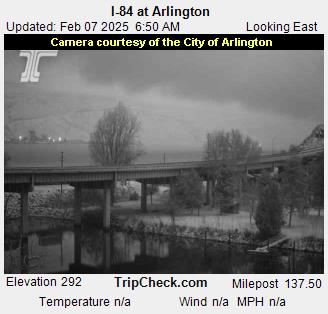 I-84 at Arlington
Updated: Feb 07 2025 6:50 AM Looking East
Camera courtesy of the City of Arlington
Elevation 292 TripCheck.com Milepost 137.50
Temperature n/a Wind n/a MPH n/a